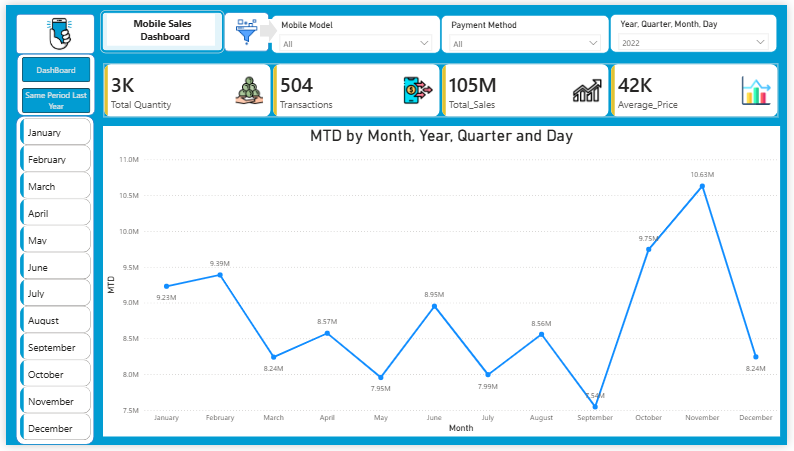 Mobile Sales
Dashboard
Mobile Model
All
Payment Method
All
Year, Quarter, Month, Day
2022
DashBoard
Same Period Last
Year
3K
Total Quantity
504
Transactions
105M
Total_Sales
42K
Average_Price
January
February
March
April
May
June
July
August
September
October
November
December
MTD by Month, Year, Quarter and Day
MTD
11.0M
10.5M
10.0M
9.5M
9.0M
8.5M
8.0M
7.5M
9.23M
9.39M
8.24M
8.57M
7.95M
8.95M
7.99M
8.56M
7.54M
9.75M
10.63M
8.24M
January
February
March
April
May
June
July
August
September
October
November
December
Month